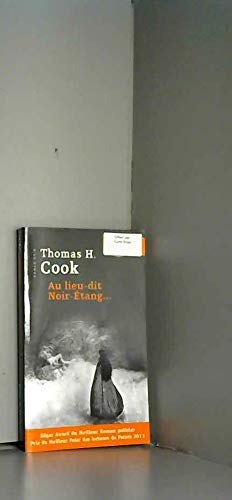 Thomas H.
Cook
Au lieu-dit
Noir-Étang...
Edgar Award du Meilleur Roman policier
Prix du Meilleur Polar des lecteurs de Points 2013